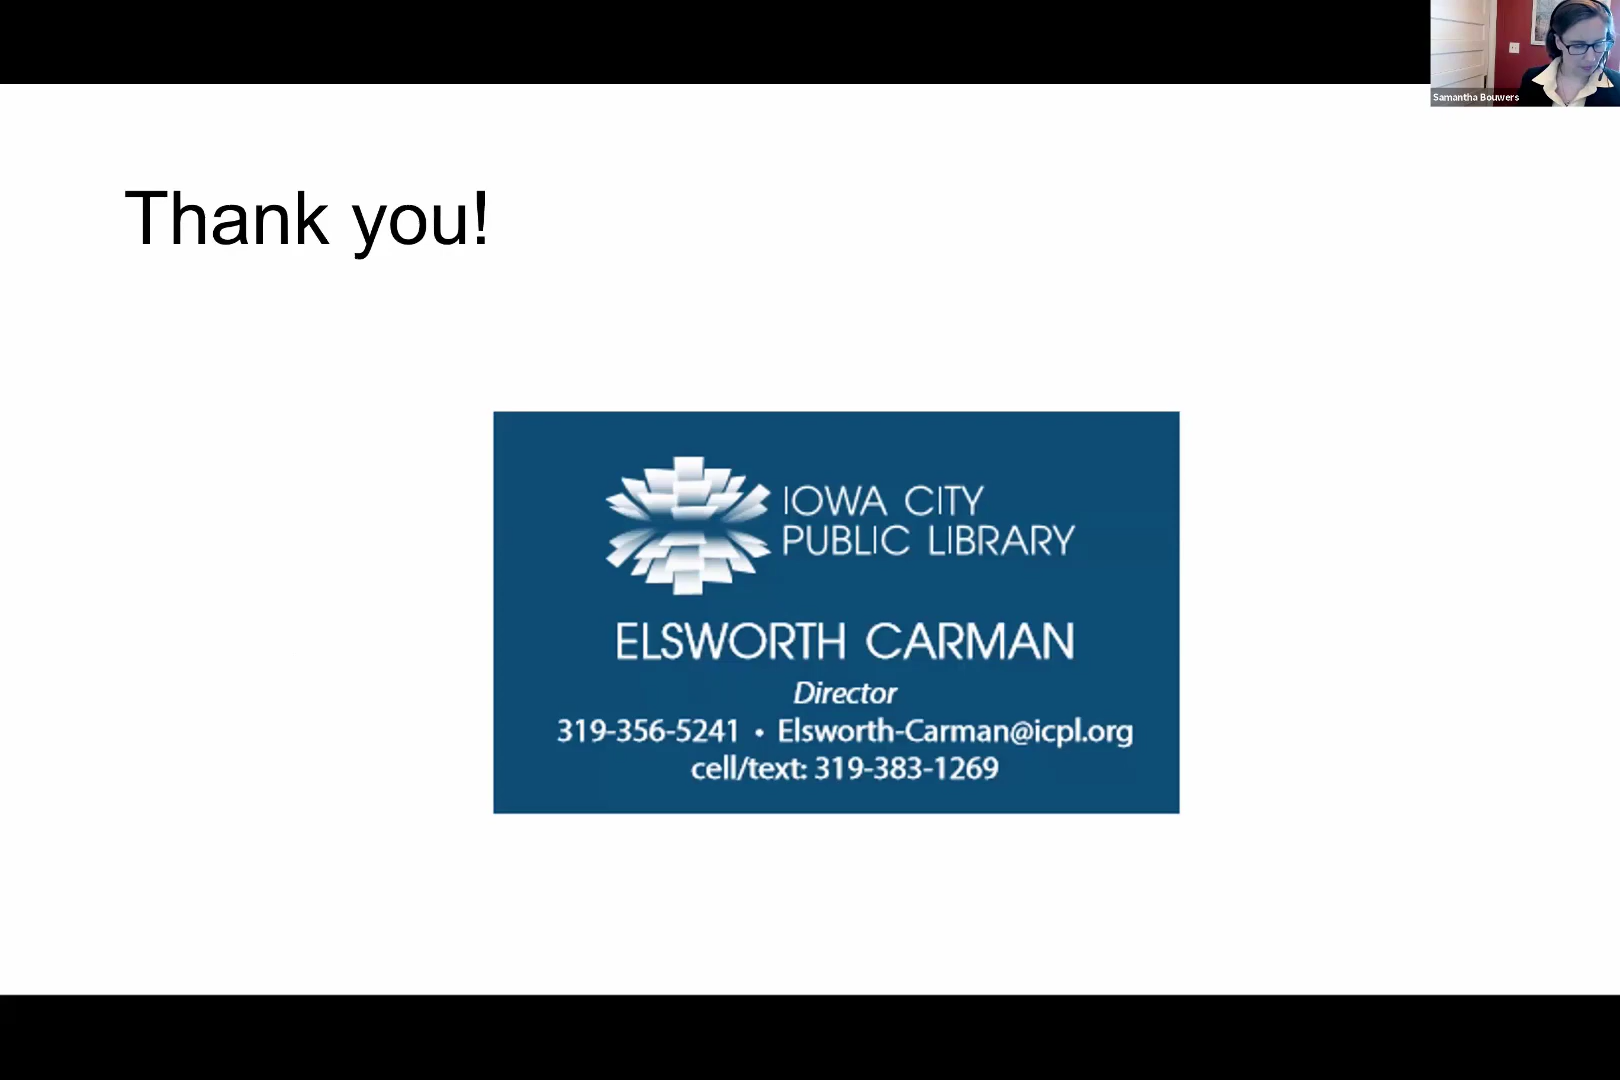 Samantha Bouwers
Thank you!
IOWA CITY
PUBLIC LIBRARY
ELSWORTH CARMAN
Director
319-356-5241 • Elsworth-Carman@icpl.org
cell/text: 319-383-1269